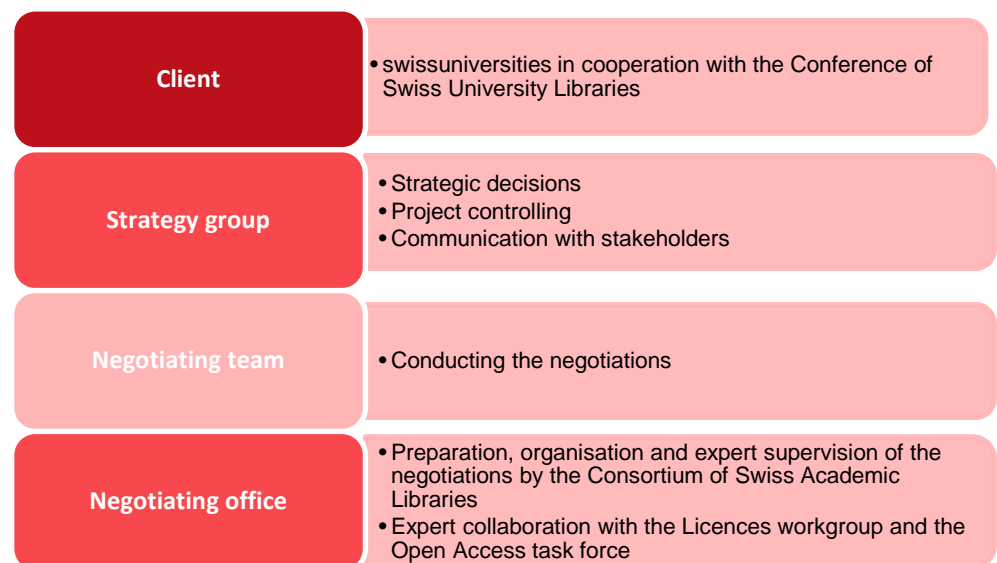 Client
• swissuniversities in cooperation with the Conference of
Swiss University Libraries
Strategy group
• Strategic decisions
• Project controlling
• Communication with stakeholders
Negotiating team
• Conducting the negotiations
Negotiating office
• Preparation, organisation and expert supervision of the
negotiations by the Consortium of Swiss Academic
Libraries
• Expert collaboration with the Licences workgroup and the
Open Access task force